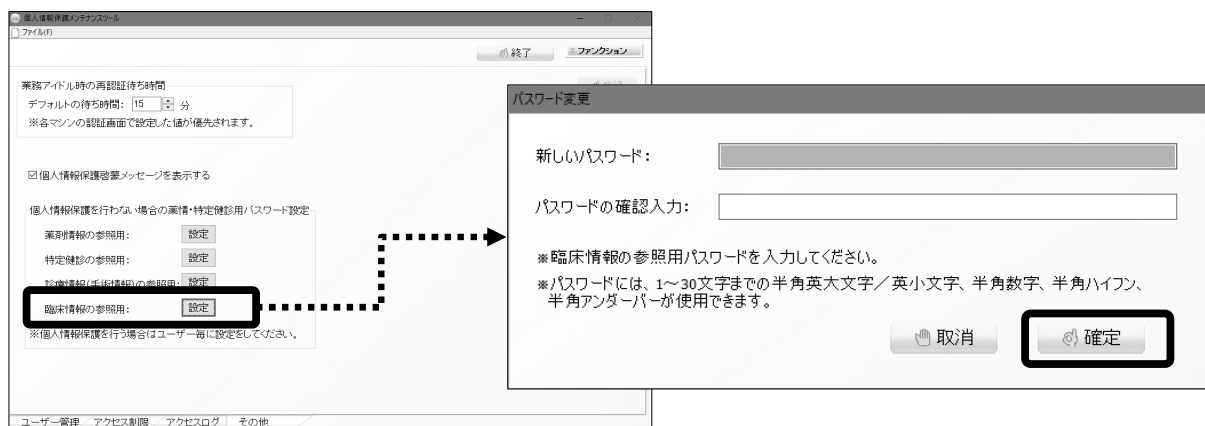 個人情報保護メンテナンスツール
ファイル(F)
終了 ファンクション
業務アイドル時の再認証待ち時間
デフォルトの待ち時間: 15 分
※各マシンの認証画面で設定した値が優先されます。
☑個人情報保護啓蒙メッセージを表示する
個人情報保護を行わない場合の薬情・特定健診用パスワード設定
薬剤情報の参照用: 設定
特定健診の参照用: 設定
診療情報(手術情報)の参照用: 設定
臨床情報の参照用: 設定
※個人情報保護を行う場合はユーザー毎に設定をしてください。
ユーザー管理 アクセス制限 アクセスログ その他
パスワード変更
新しいパスワード:
パスワードの確認入力:
※臨床情報の参照用パスワードを入力してください。
※パスワードには、1～30文字までの半角英大文字／英小文字、半角数字、半角ハイフン、
半角アンダーバーが使用できます。
取消 確定